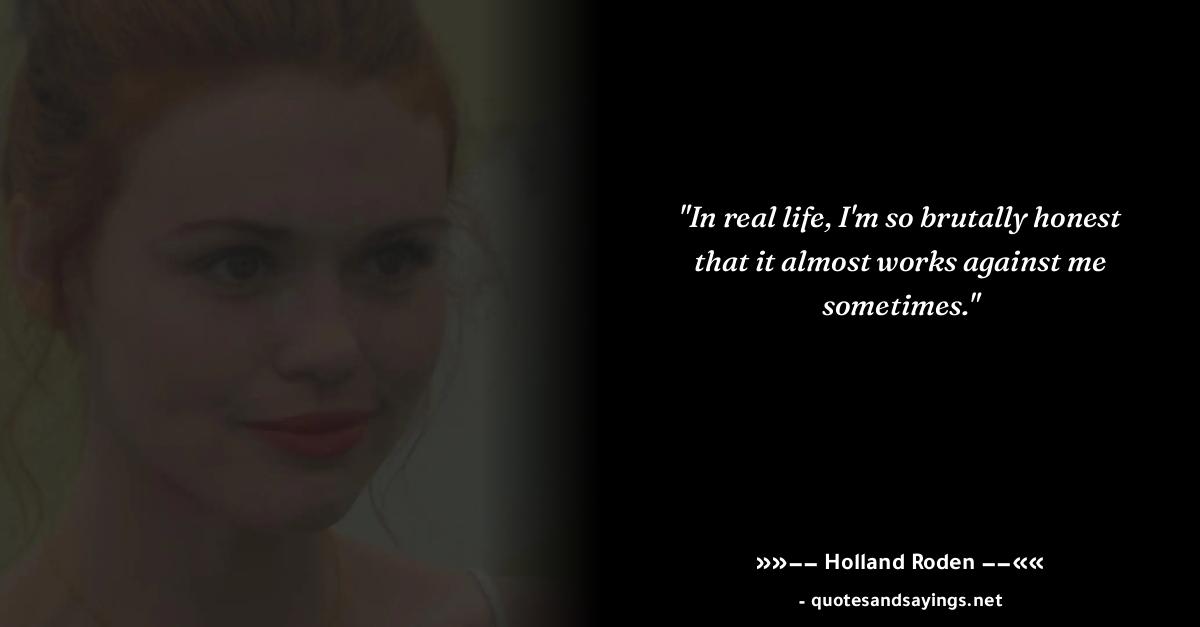 "In real life, I'm so brutally honest
that it almost works against me
sometimes."
»»−− Holland Roden −−««
- quotesandsayings.net